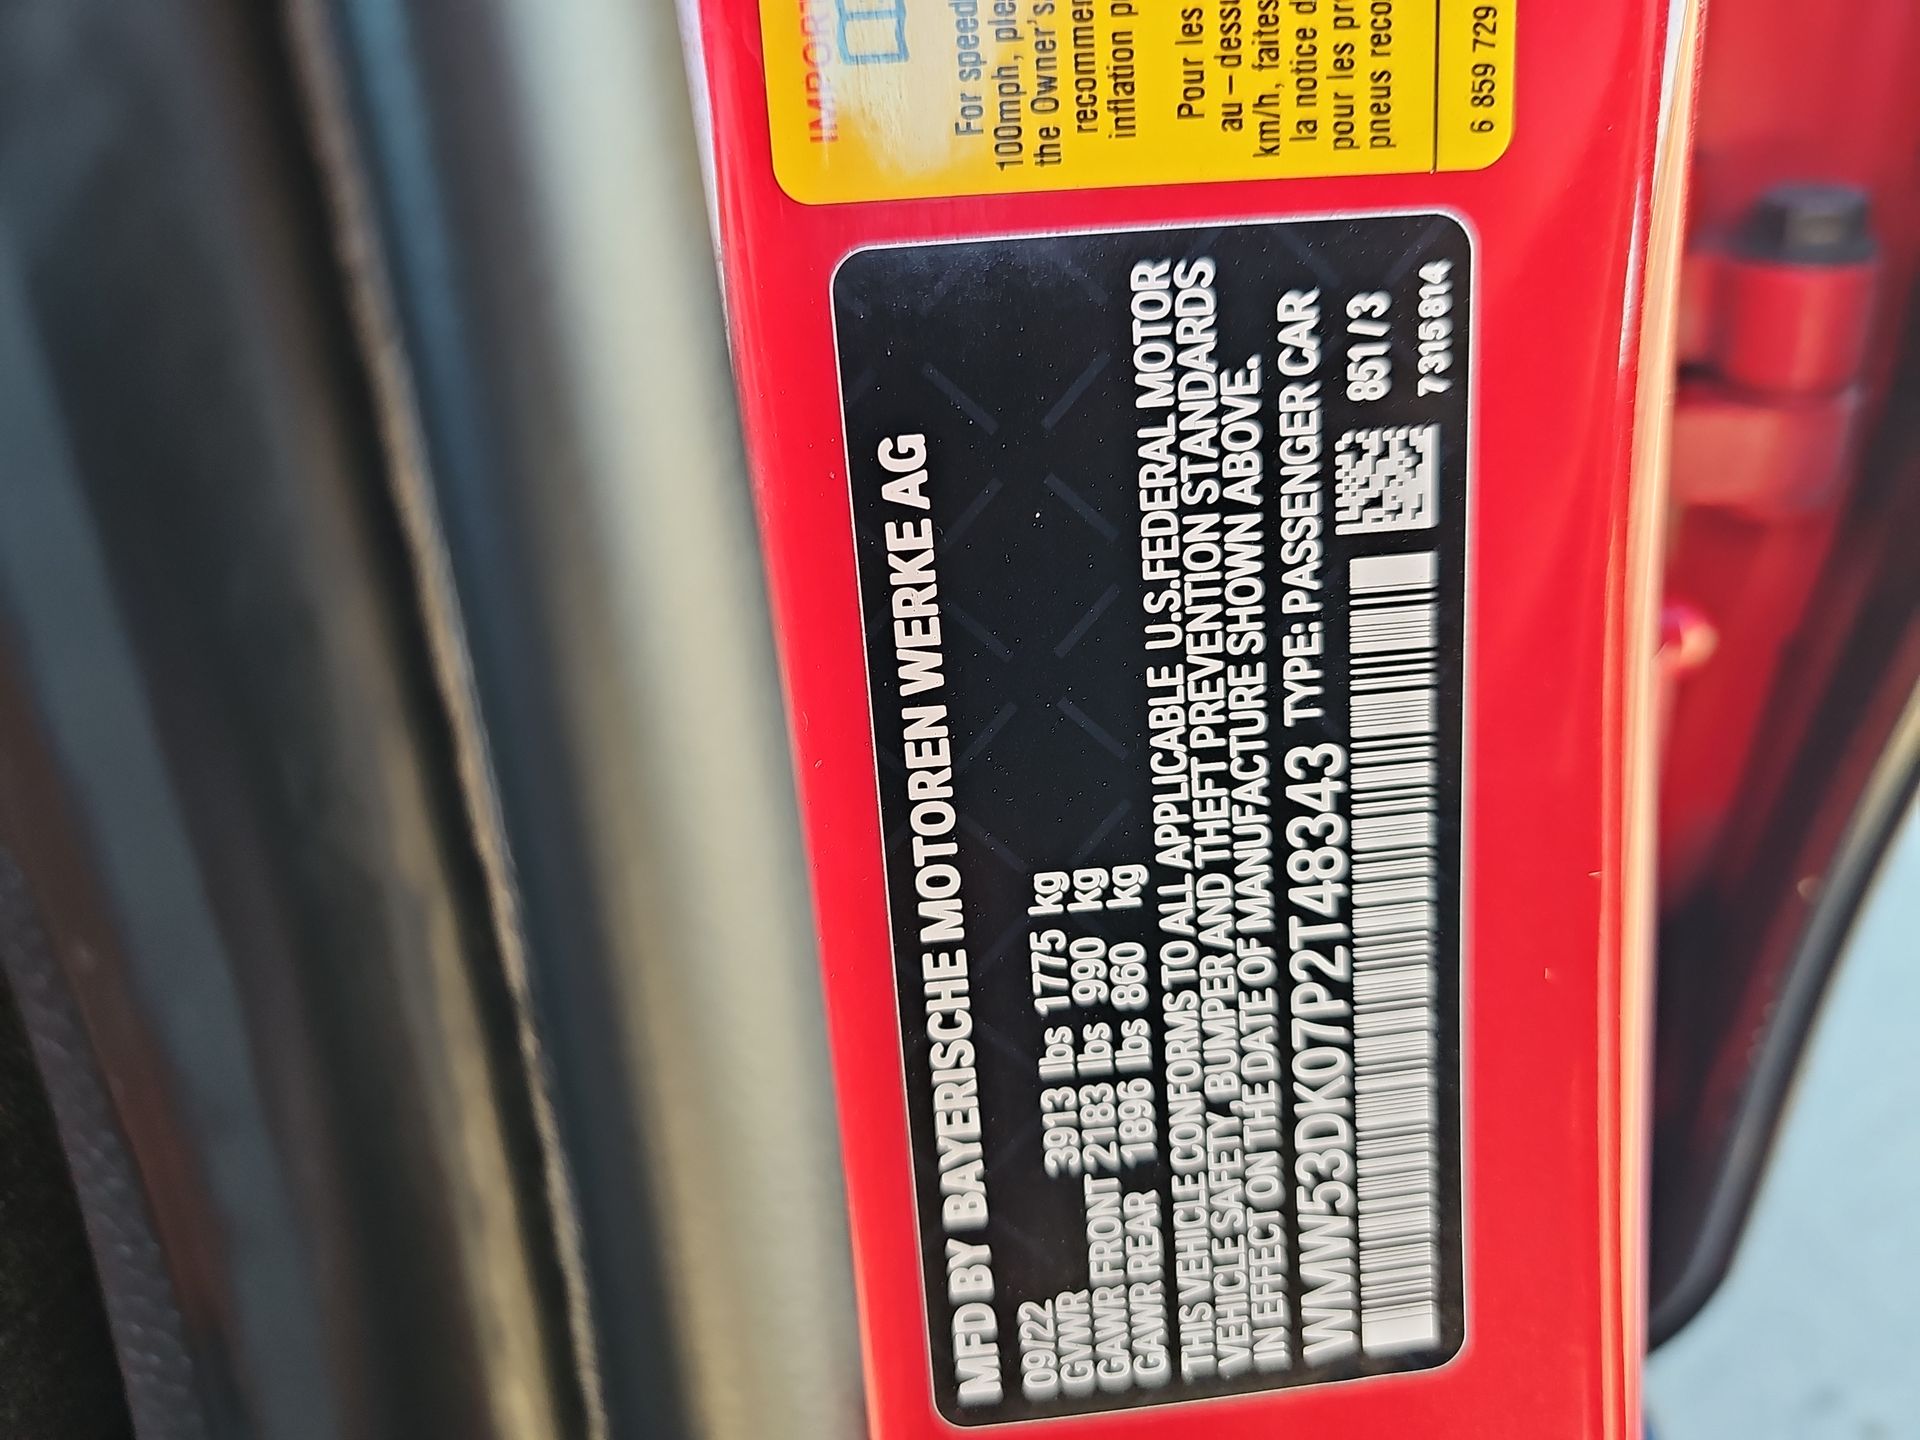 MFD BY BAYERISCHE MOTOREN WERKE AG
09/22
GVWR 3913 lbs 1775 kg
GAWR FRONT 2183 lbs 990 kg
GAWR REAR 1896 lbs 860 kg
THIS VEHICLE CONFORMS TO ALL APPLICABLE U.S.FEDERAL MOTOR
VEHICLE SAFETY, BUMPER AND THEFT PREVENTION STANDARDS
IN EFFECT ON THE DATE OF MANUFACTURE SHOWN ABOVE.
WMW53DK07P2T48343 TYPE: PASSENGER CAR
851/3
7315814
For speed
100mph, ple
the Owner's
recommen
inflation p
Pour les
au-dessu
km/h, faites
la notice d
pour les pr
pneus reco
6 859 729